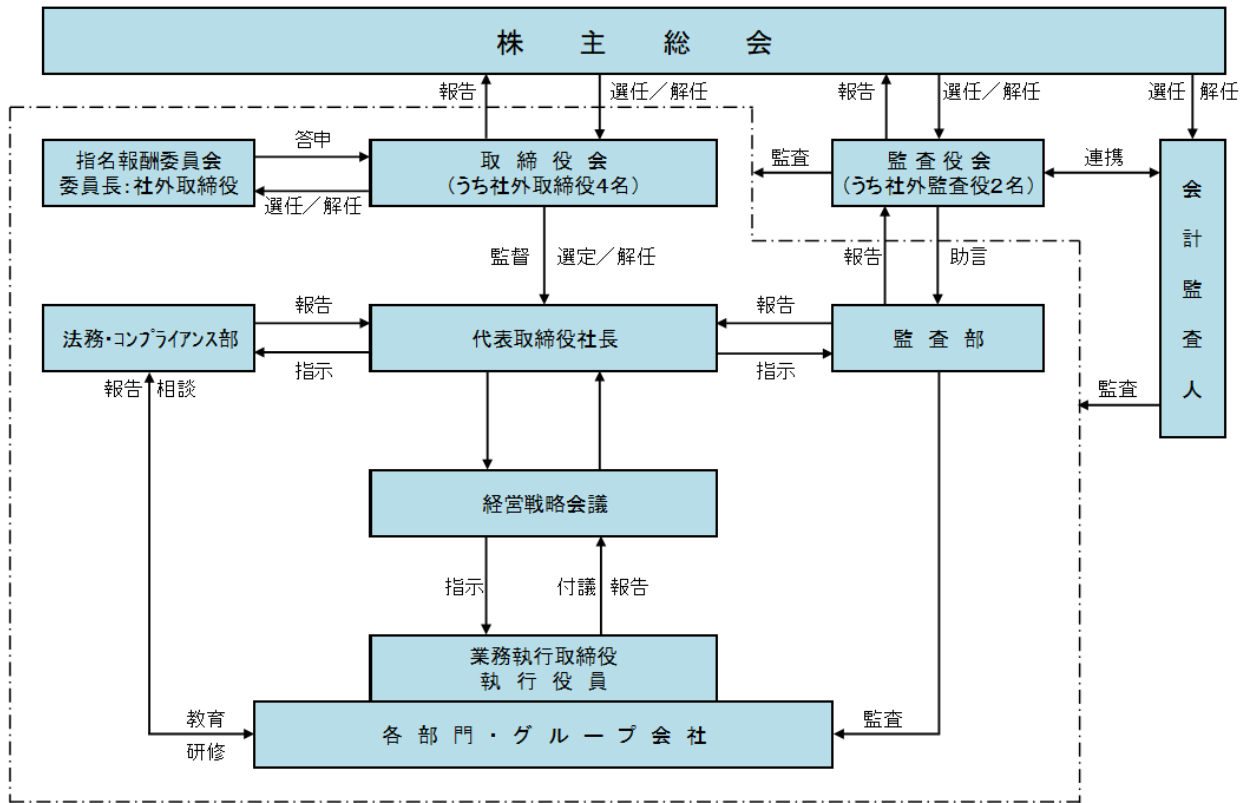 株主総会
報告
選任／解任
報告
選任／解任
選任
解任
指名報酬委員会
委員長：社外取締役
答申
選任／解任
取締役会
（うち社外取締役4名）
監査
監査役会
（うち社外監査役2名）
連携
会計監査人
監督
選定／解任
報告
助言
法務・コンプライアンス部
報告
指示
代表取締役社長
報告
指示
監査部
報告
相談
監査
経営戦略会議
指示
付議
報告
業務執行取締役
執行役員
教育
研修
各部門・グループ会社
監査